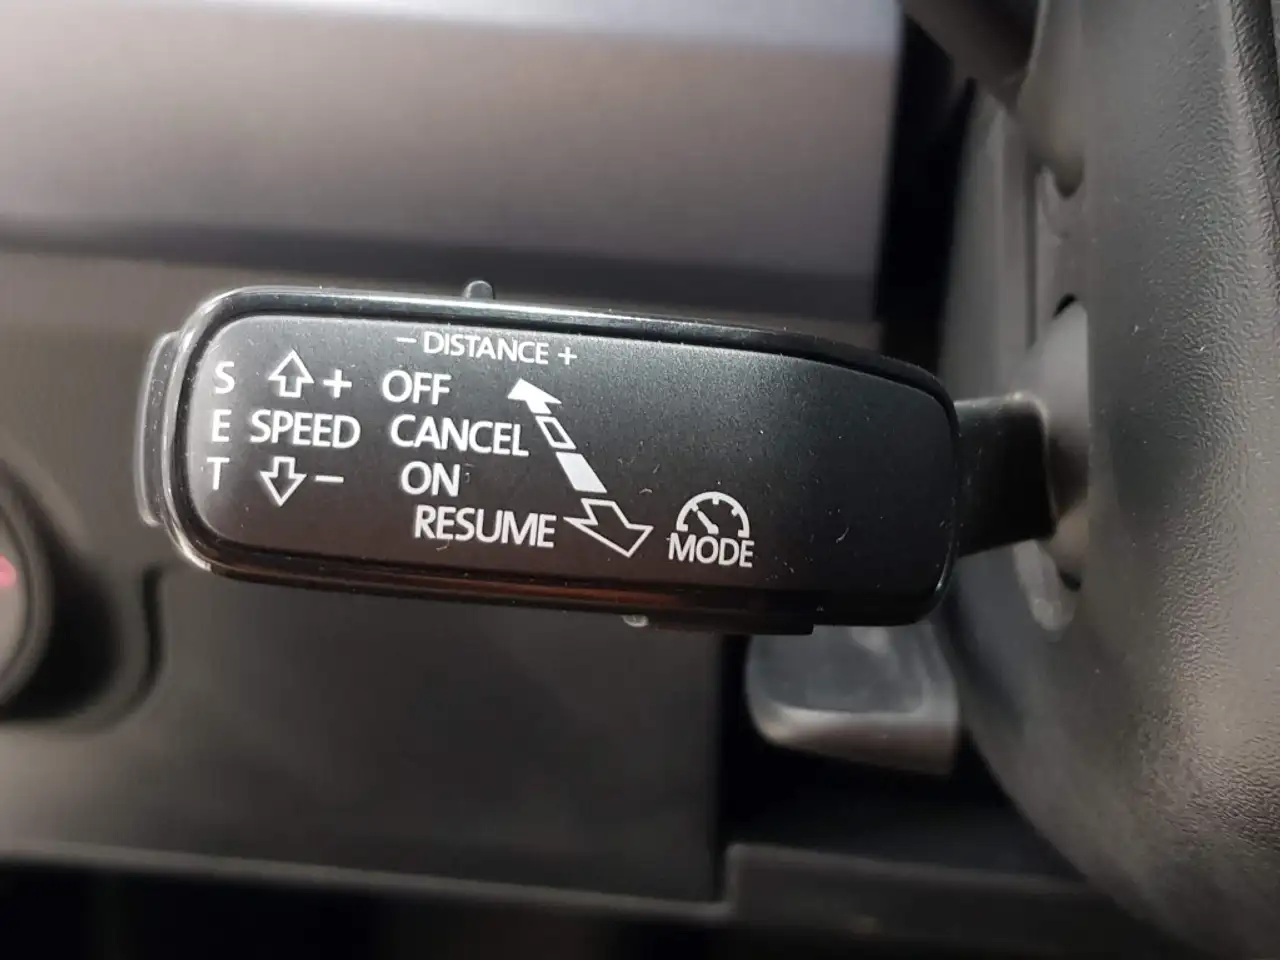 − DISTANCE +
S + OFF
E SPEED CANCEL
T − ON
RESUME
MODE